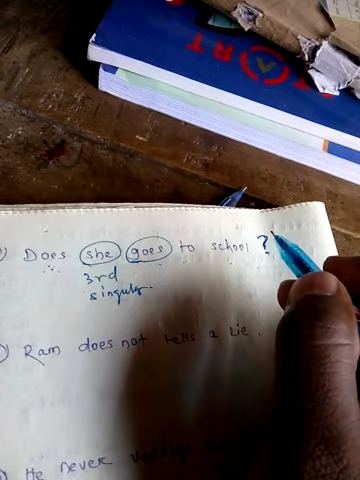 Does she goes to school ?
3rd
singular
Ram does not tells a lie.
He never